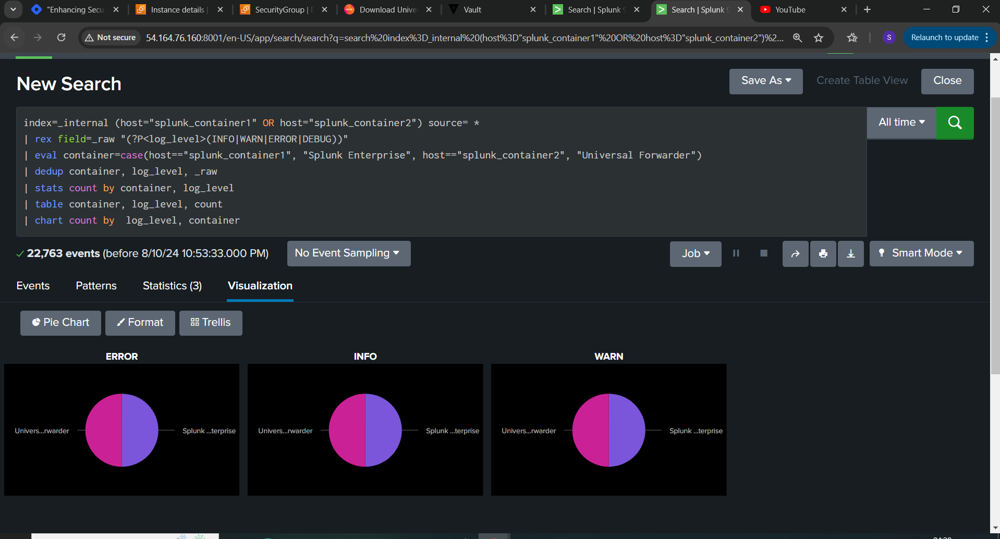 "Enhancing Secu
Instance details |
SecurityGroup | E
Download Unive
Vault
Search | Splunk 9
Search | Splunk 9
YouTube
Not secure
54.164.76.160:8001/en-US/app/search/search?q=search%20index%3D_internal%20(host%3D"splunk_container1"%20OR%20host%3D"splunk_container2")%2...
S
Relaunch to update
New Search
Save As
Create Table View
Close
index=_internal (host="splunk_container1" OR host="splunk_container2") source= *
| rex field=_raw "(?P<log_level>(INFO|WARN|ERROR|DEBUG))"
| eval container=case(host=="splunk_container1", "Splunk Enterprise", host=="splunk_container2", "Universal Forwarder")
| dedup container, log_level, _raw
| stats count by container, log_level
| table container, log_level, count
| chart count by  log_level, container
All time
22,763 events (before 8/10/24 10:53:33.000 PM)
No Event Sampling
Job
Smart Mode
Events
Patterns
Statistics (3)
Visualization
Pie Chart
Format
Trellis
ERROR
INFO
WARN
Univers...rwarder
Splunk ...terprise
Univers...rwarder
Splunk ...terprise
Univers...rwarder
Splunk ...terprise